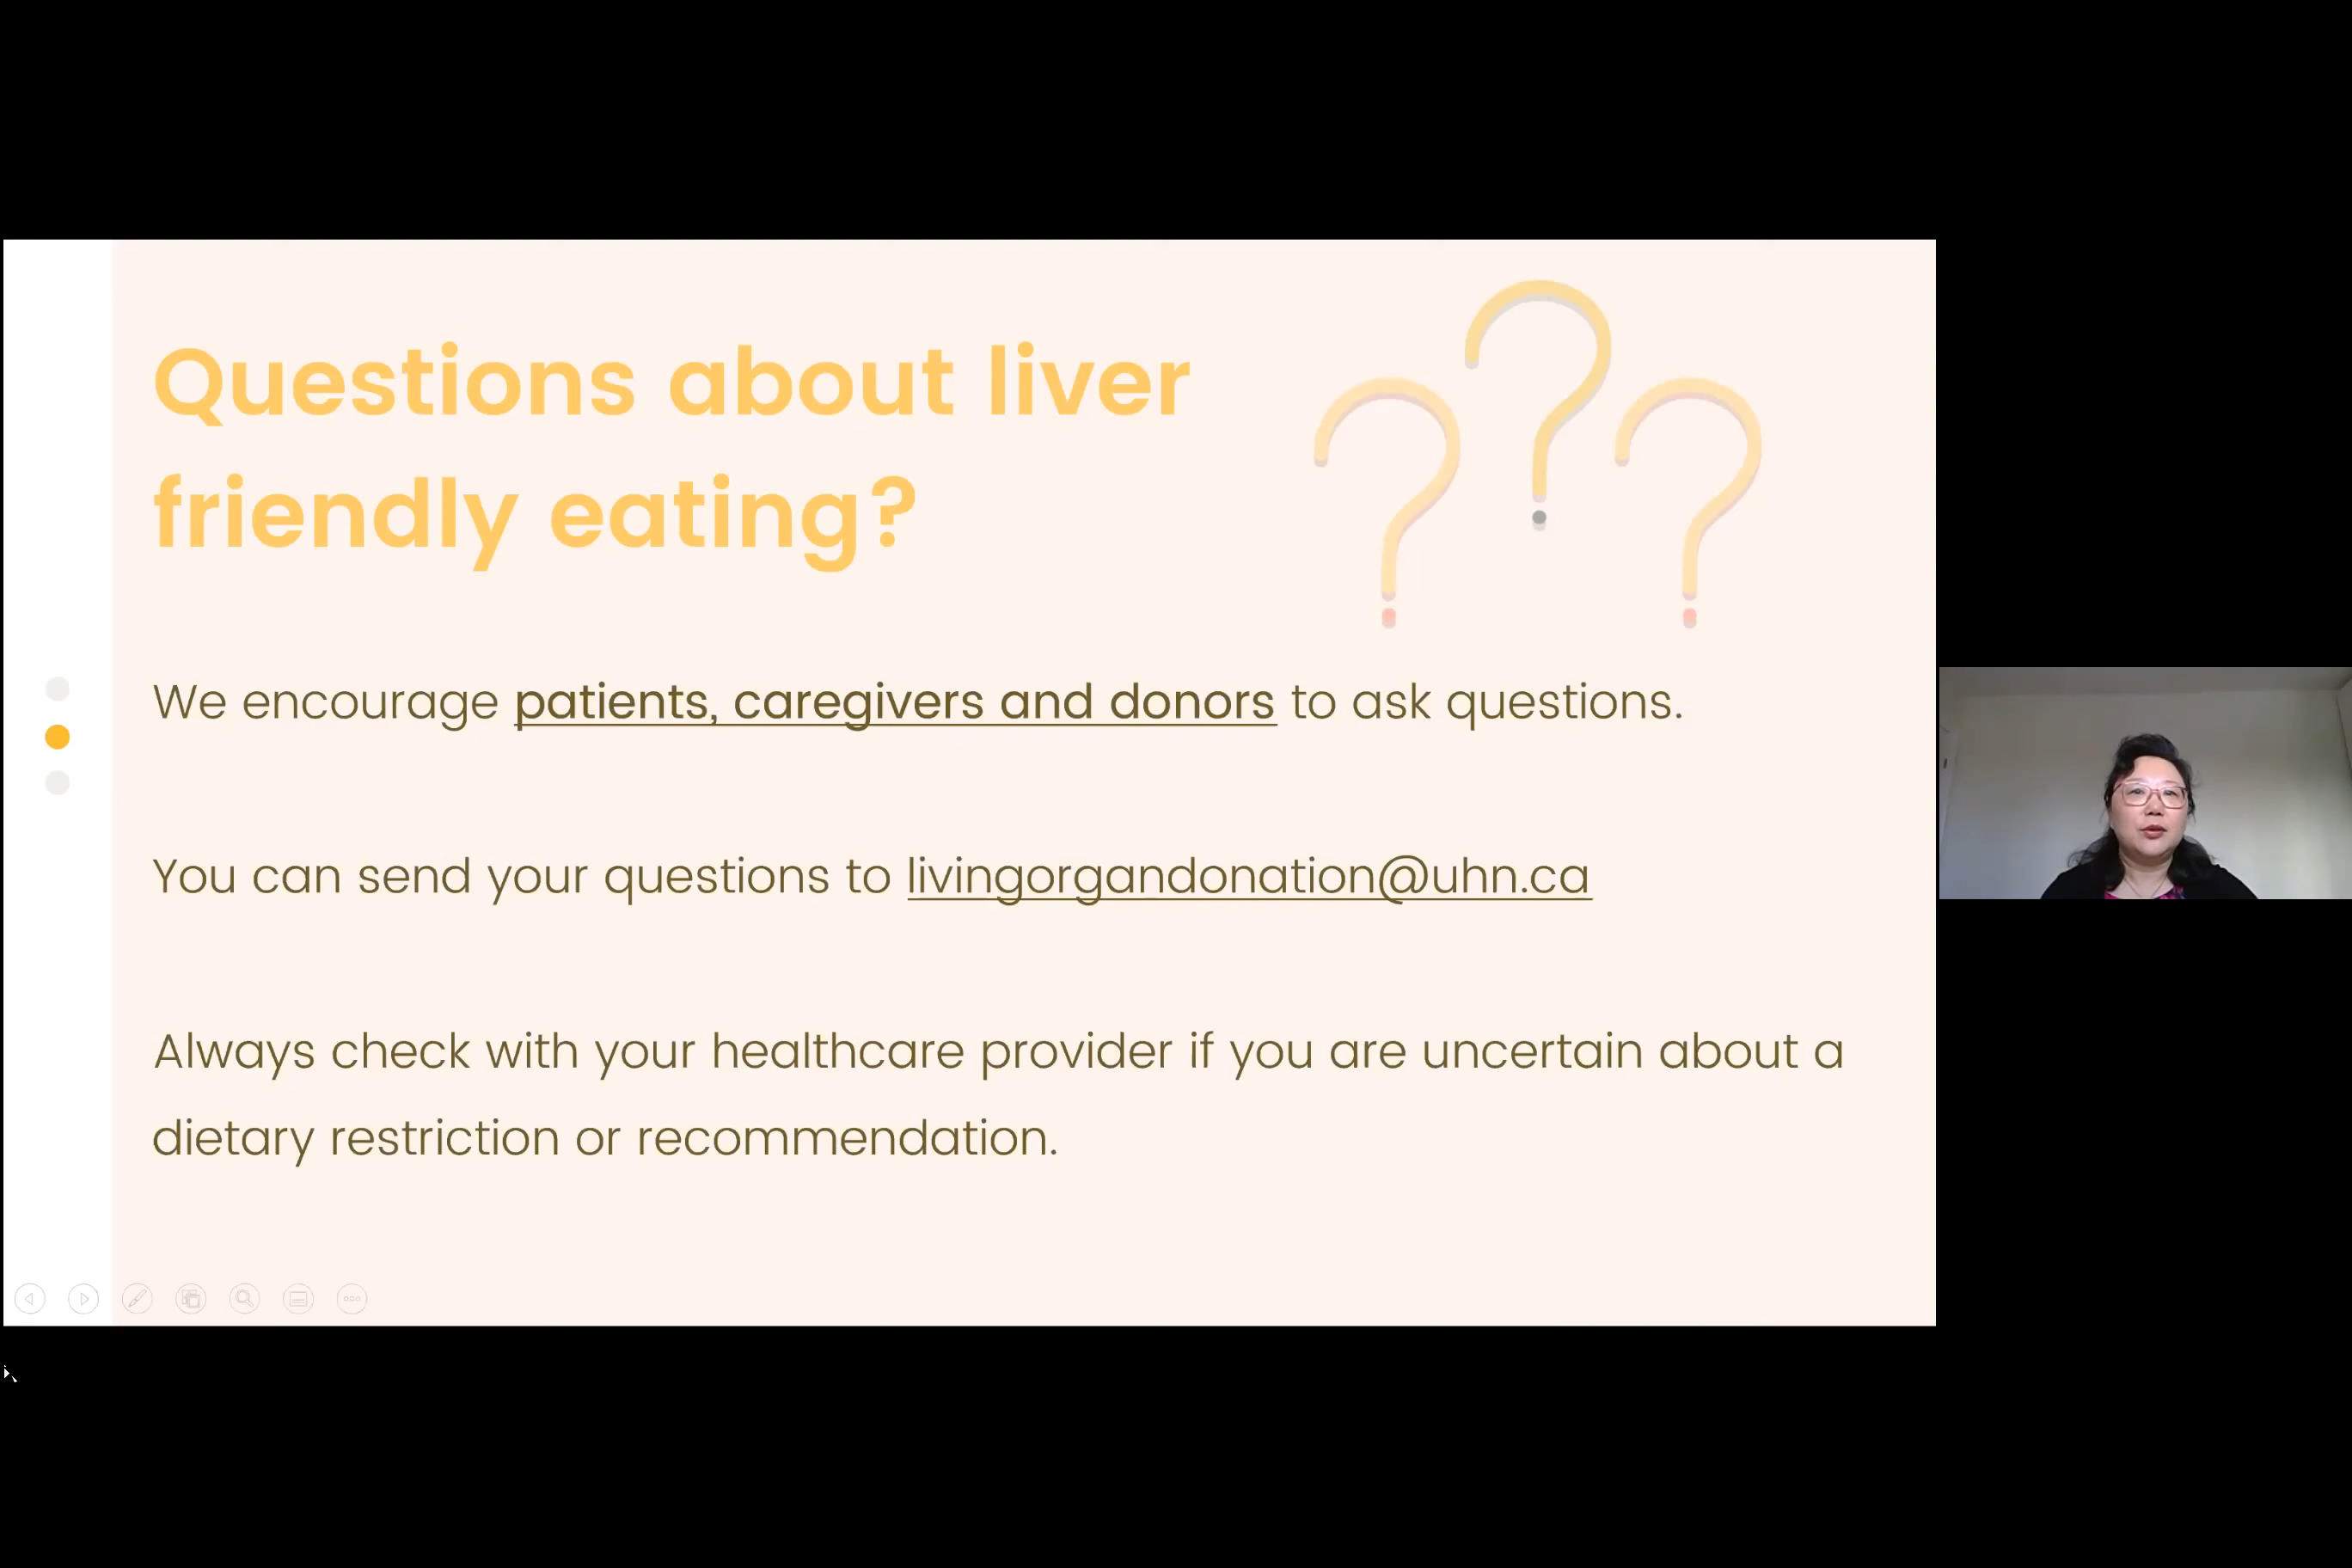 Questions about liver
friendly eating?
We encourage patients, caregivers and donors to ask questions.
You can send your questions to livingorgandonation@uhn.ca
Always check with your healthcare provider if you are uncertain about a
dietary restriction or recommendation.